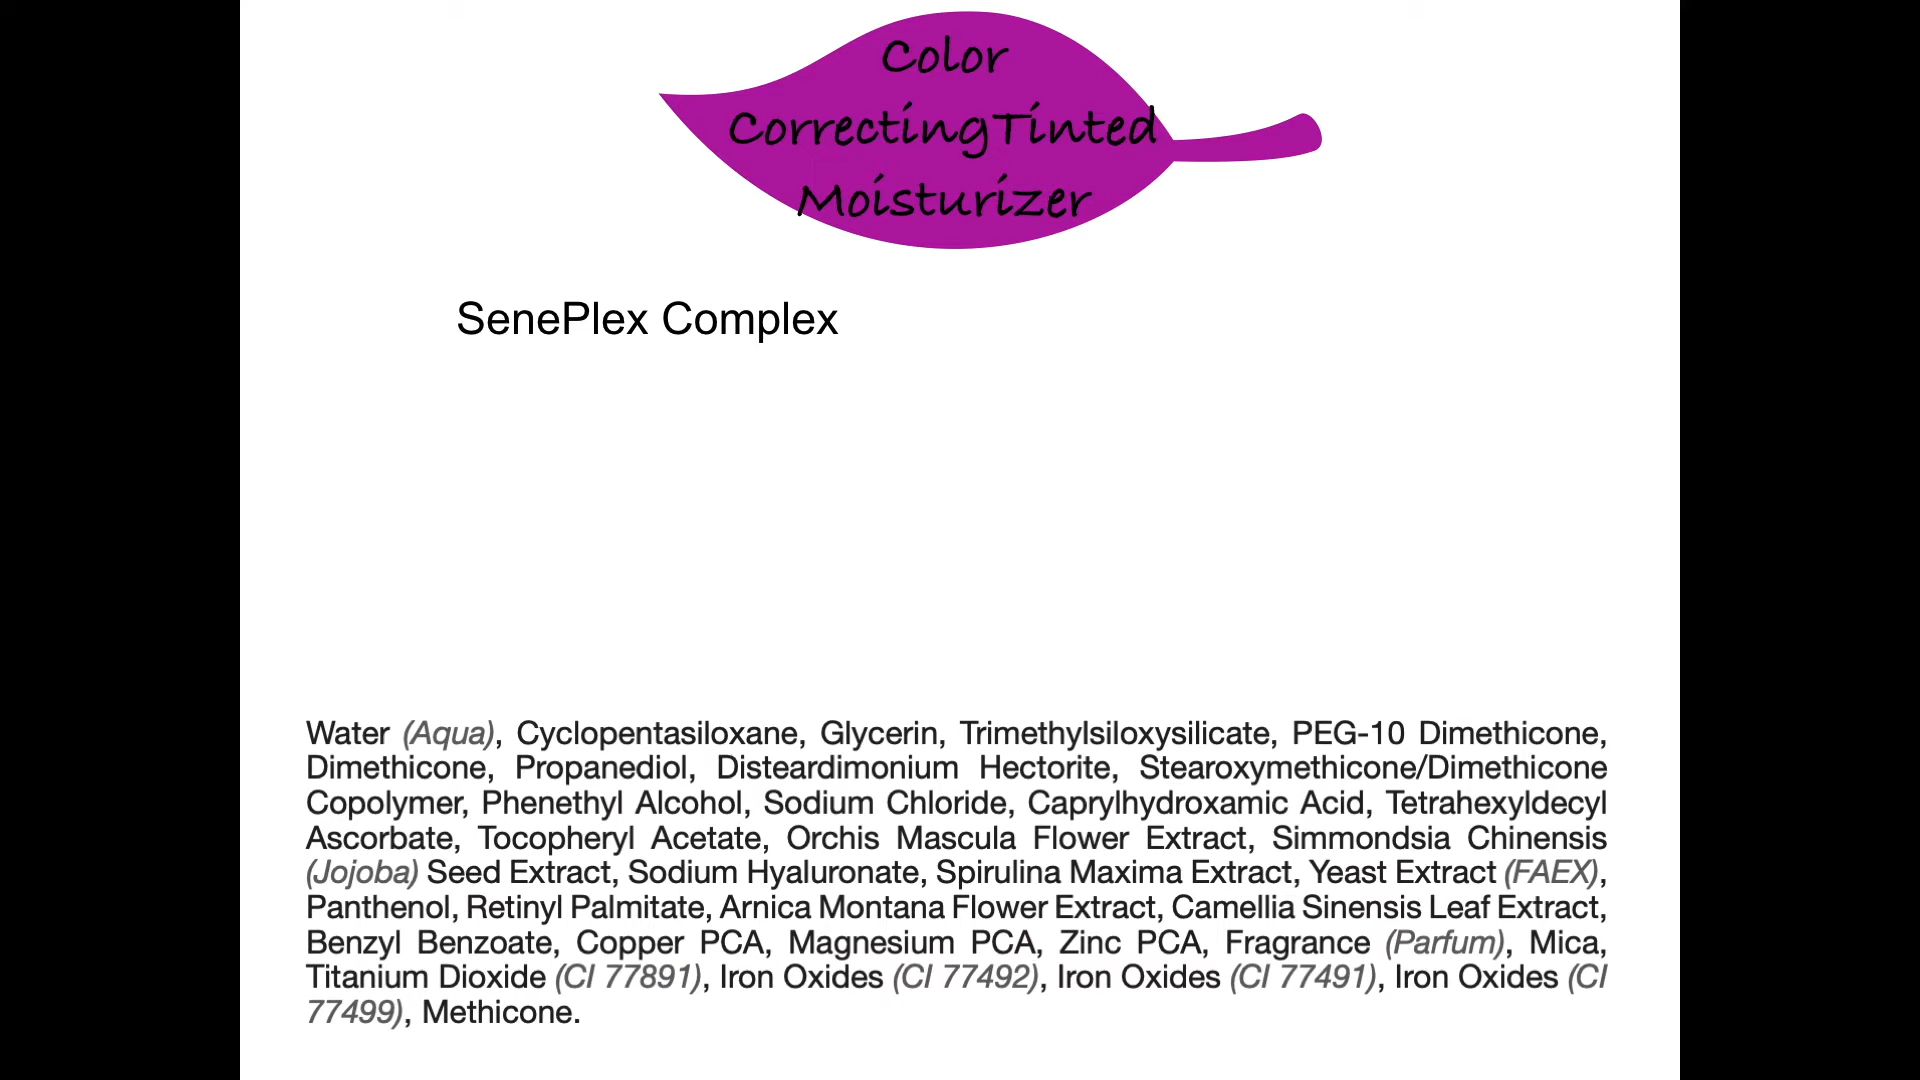 Color
CorrectingTinted
Moisturizer
SenePlex Complex
Water (Aqua), Cyclopentasiloxane, Glycerin, Trimethylsiloxysilicate, PEG-10 Dimethicone,
Dimethicone, Propanediol, Disteardimonium Hectorite, Stearoxymethicone/Dimethicone
Copolymer, Phenethyl Alcohol, Sodium Chloride, Caprylhydroxamic Acid, Tetrahexyldecyl
Ascorbate, Tocopheryl Acetate, Orchis Mascula Flower Extract, Simmondsia Chinensis
(Jojoba) Seed Extract, Sodium Hyaluronate, Spirulina Maxima Extract, Yeast Extract (FAEX),
Panthenol, Retinyl Palmitate, Arnica Montana Flower Extract, Camellia Sinensis Leaf Extract,
Benzyl Benzoate, Copper PCA, Magnesium PCA, Zinc PCA, Fragrance (Parfum), Mica,
Titanium Dioxide (CI 77891), Iron Oxides (CI 77492), Iron Oxides (CI 77491), Iron Oxides (CI
77499), Methicone.